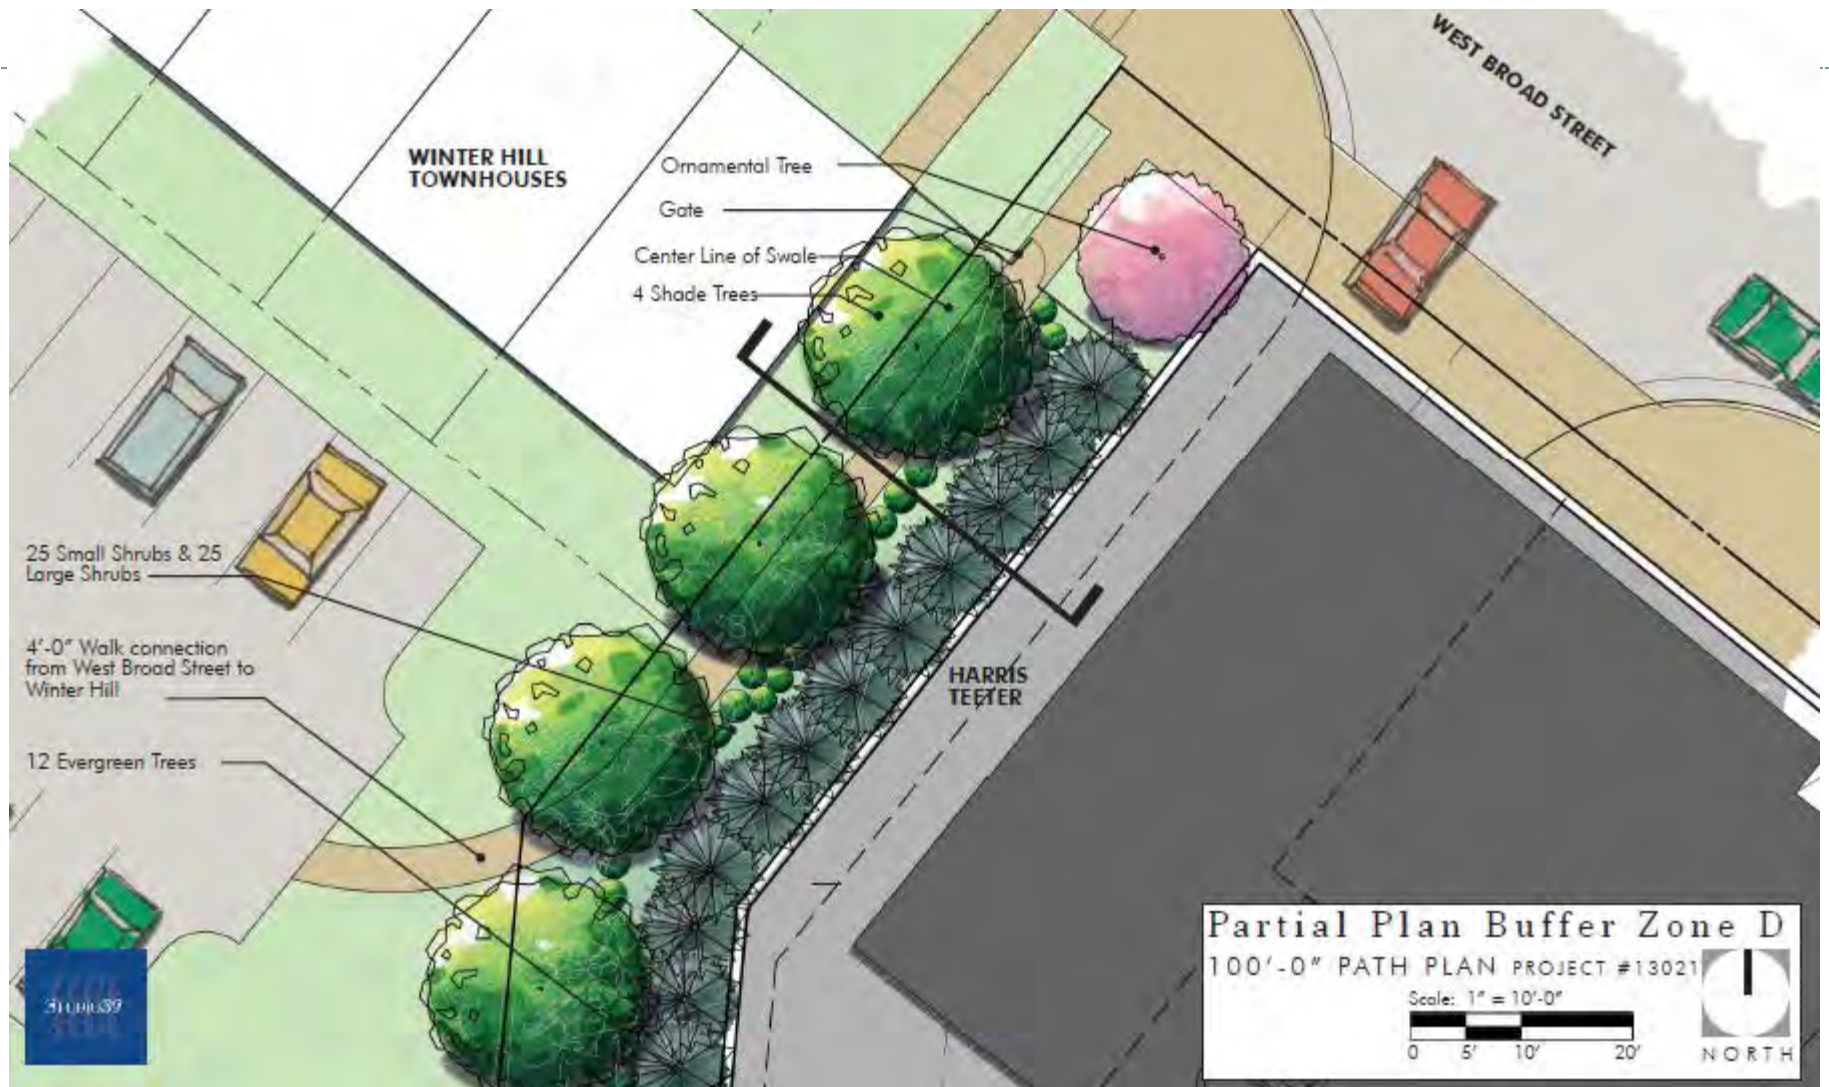 WEST BROAD STREET
WINTER HILL
TOWNHOUSES
Ornamental Tree
Gate
Center Line of Swale
4 Shade Trees
25 Small Shrubs & 25
Large Shrubs
4'-0" Walk connection
from West Broad Street to
Winter Hill
12 Evergreen Trees
HARRIS
TEETER
Studio39
Partial Plan Buffer Zone D
100'-0" PATH PLAN PROJECT #13021
Scale: 1" = 10'-0"
0 5' 10' 20'
NORTH